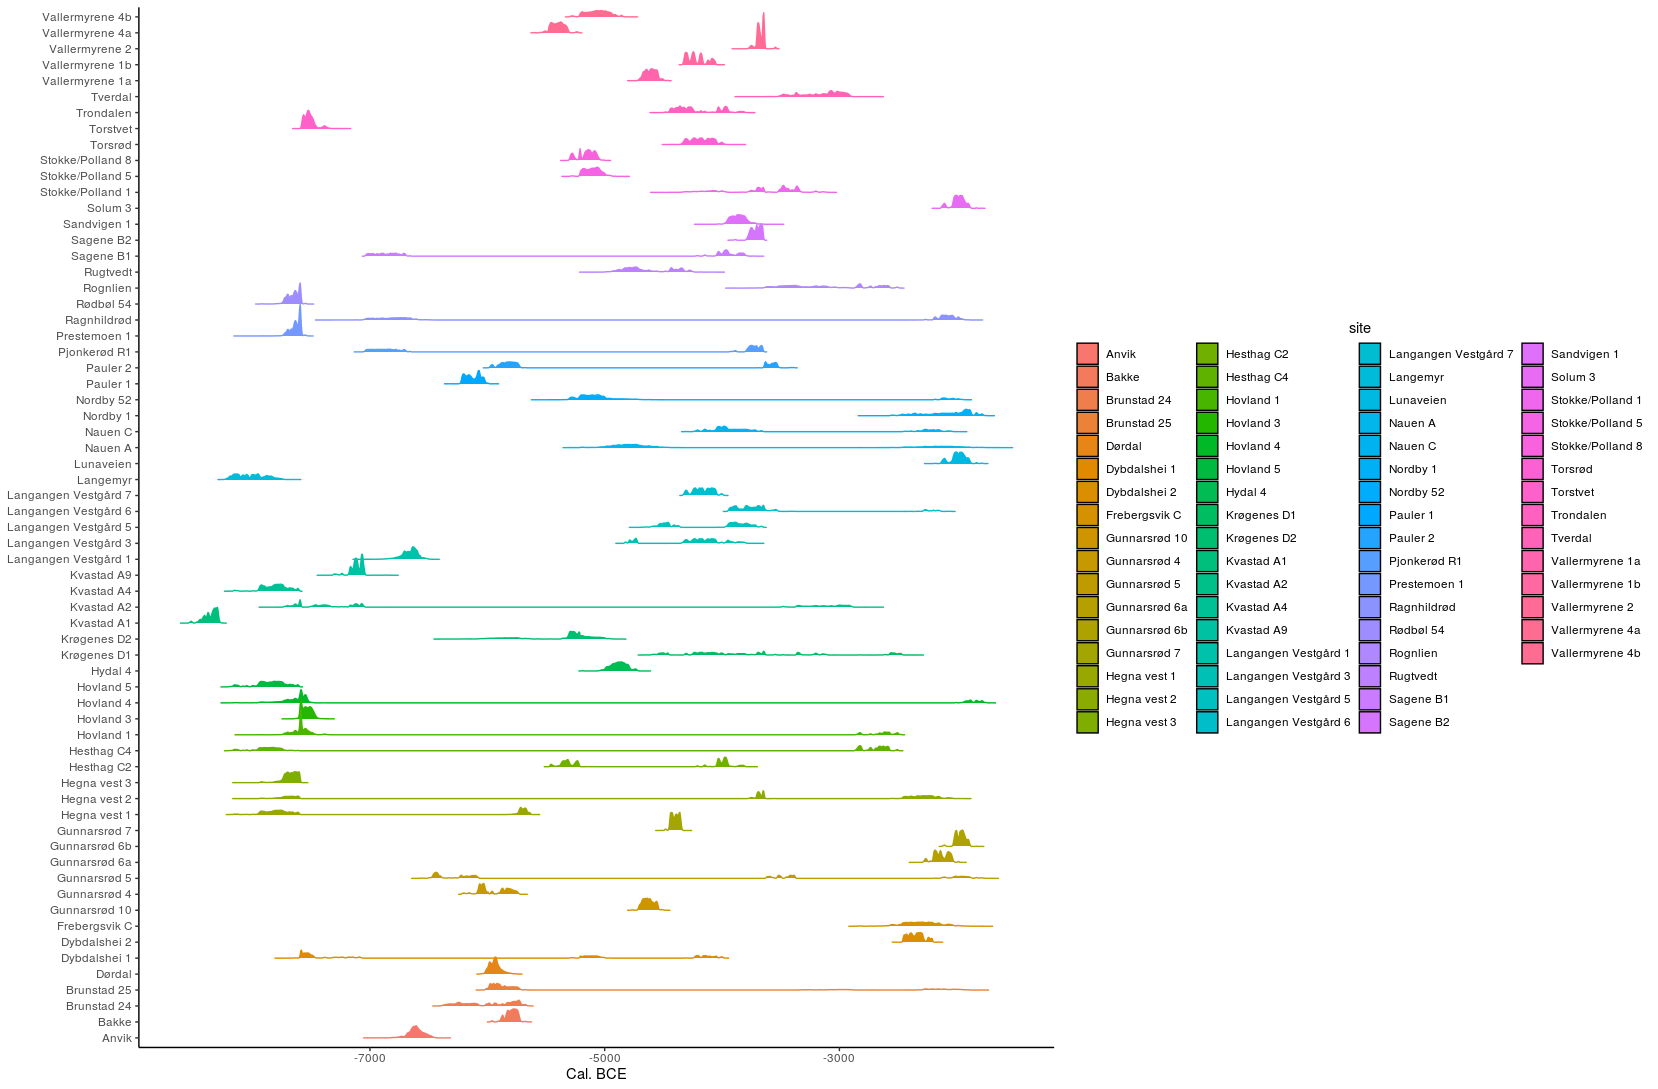 Vallermyrene 4b
Vallermyrene 4a
Vallermyrene 2
Vallermyrene 1b
Vallermyrene 1a
Tverdal
Trondalen
Torstvet
Torsrød
Stokke/Polland 8
Stokke/Polland 5
Stokke/Polland 1
Solum 3
Sandvigen 1
Sagene B2
Sagene B1
Rugtvedt
Rognlien
Rødbøl 54
Ragnhildrød
Prestemoen 1
Pjonkerød R1
Pauler 2
Pauler 1
Nordby 52
Nordby 1
Nauen C
Nauen A
Lunaveien
Langemyr
Langangen Vestgård 7
Langangen Vestgård 6
Langangen Vestgård 5
Langangen Vestgård 3
Langangen Vestgård 1
Kvastad A9
Kvastad A4
Kvastad A2
Kvastad A1
Krøgenes D2
Krøgenes D1
Hydal 4
Hovland 5
Hovland 4
Hovland 3
Hovland 1
Hesthag C4
Hesthag C2
Hegna vest 3
Hegna vest 2
Hegna vest 1
Gunnarsrød 7
Gunnarsrød 6b
Gunnarsrød 6a
Gunnarsrød 5
Gunnarsrød 4
Gunnarsrød 10
Frebergsvik C
Dybdalshei 2
Dybdalshei 1
Dørdal
Brunstad 25
Brunstad 24
Bakke
Anvik
-7000
-5000
-3000
Cal. BCE
site
Anvik
Bakke
Brunstad 24
Brunstad 25
Dørdal
Dybdalshei 1
Dybdalshei 2
Frebergsvik C
Gunnarsrød 10
Gunnarsrød 4
Gunnarsrød 5
Gunnarsrød 6a
Gunnarsrød 6b
Gunnarsrød 7
Hegna vest 1
Hegna vest 2
Hegna vest 3
Hesthag C2
Hesthag C4
Hovland 1
Hovland 3
Hovland 4
Hovland 5
Hydal 4
Krøgenes D1
Krøgenes D2
Kvastad A1
Kvastad A2
Kvastad A4
Kvastad A9
Langangen Vestgård 1
Langangen Vestgård 3
Langangen Vestgård 5
Langangen Vestgård 6
Langangen Vestgård 7
Langemyr
Lunaveien
Nauen A
Nauen C
Nordby 1
Nordby 52
Pauler 1
Pauler 2
Pjonkerød R1
Prestemoen 1
Ragnhildrød
Rødbøl 54
Rognlien
Rugtvedt
Sagene B1
Sagene B2
Sandvigen 1
Solum 3
Stokke/Polland 1
Stokke/Polland 5
Stokke/Polland 8
Torsrød
Torstvet
Trondalen
Tverdal
Vallermyrene 1a
Vallermyrene 1b
Vallermyrene 2
Vallermyrene 4a
Vallermyrene 4b